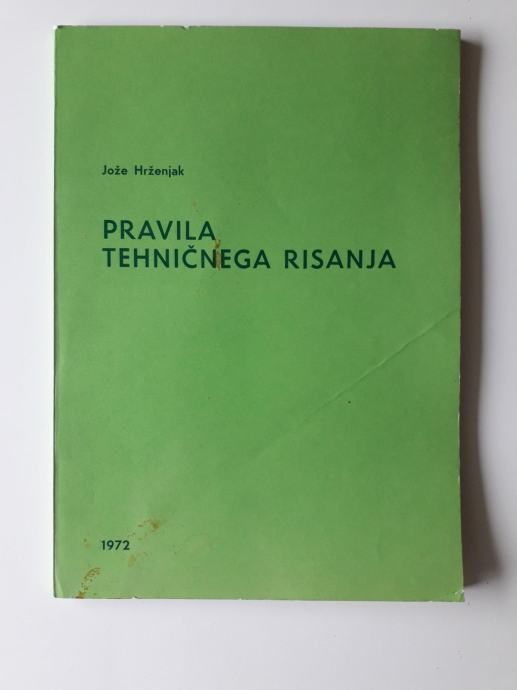 Jože Hrženjak
PRAVILA
TEHNIČNEGA RISANJA
1972